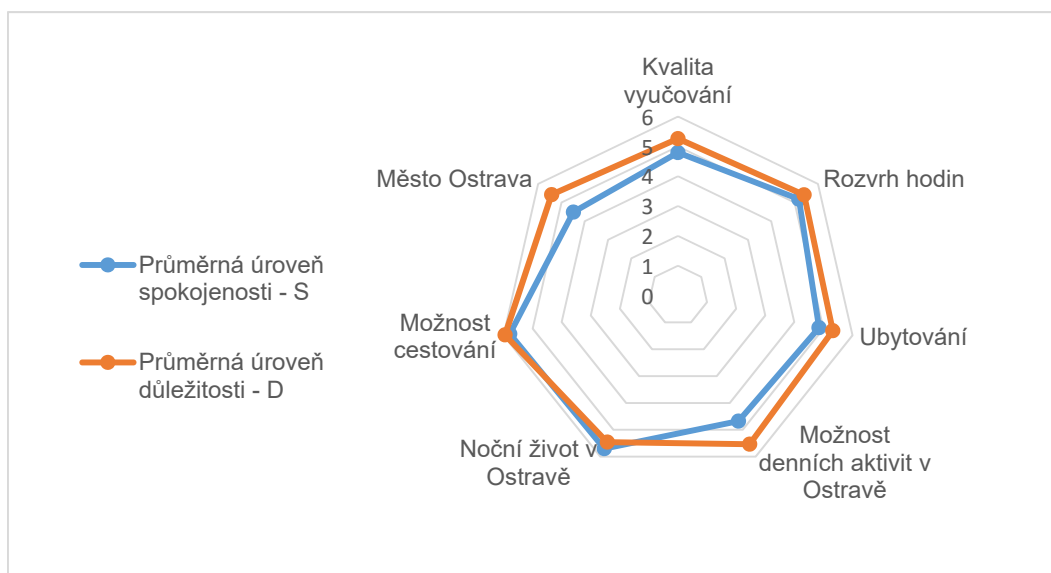 Kvalita
vyučování
6
5
4
3
2
1
0
Rozvrh hodin
Ubytování
Možnost
denních aktivit v
Ostravě
Noční život v
Ostravě
Možnost
cestování
Město Ostrava
Průměrná úroveň
spokojenosti - S
Průměrná úroveň
důležitosti - D